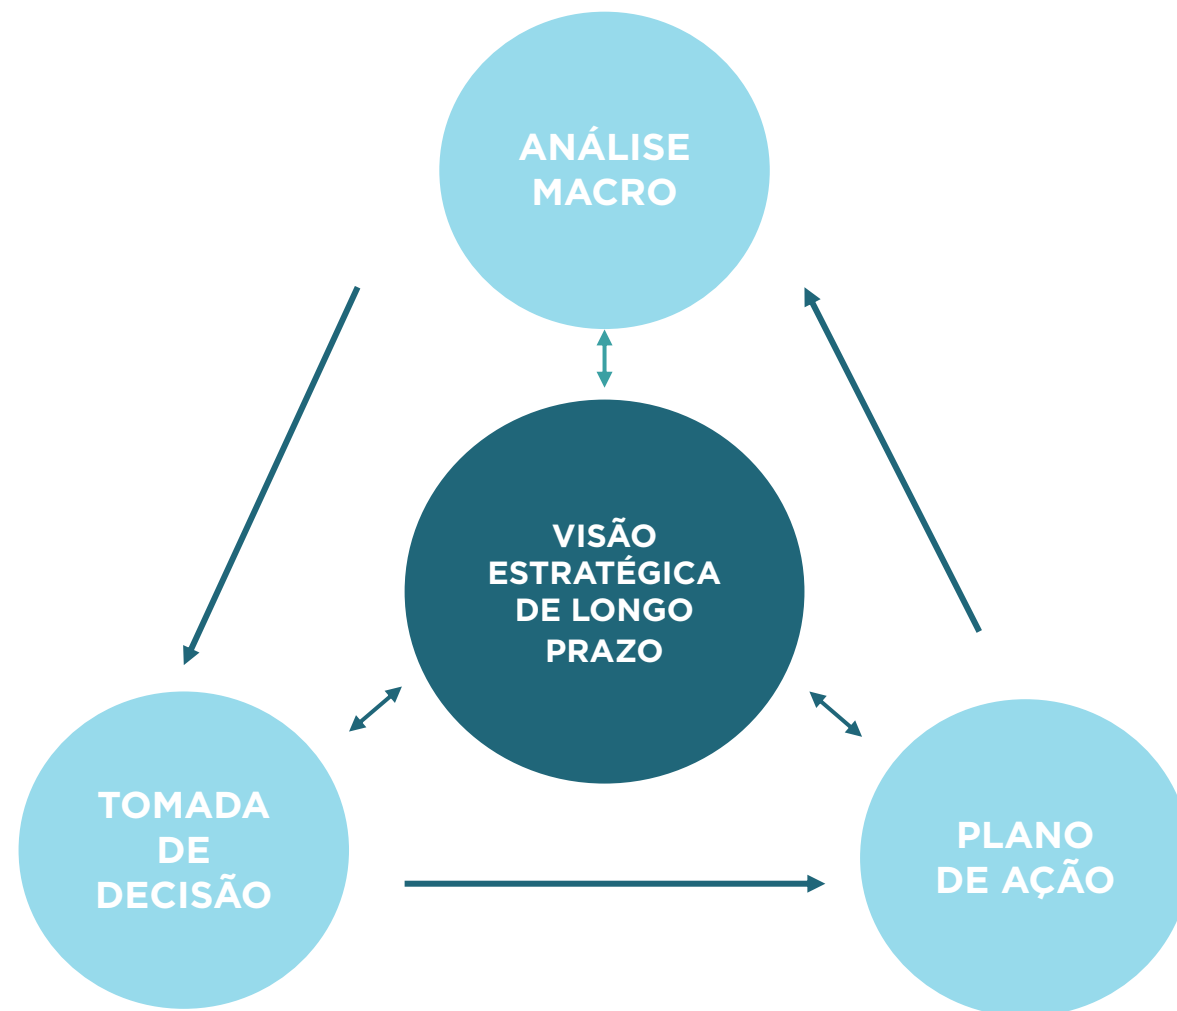 ANÁLISE
MACRO
VISÃO
ESTRATÉGICA
DE LONGO
PRAZO
TOMADA
DE
DECISÃO
PLANO
DE AÇÃO